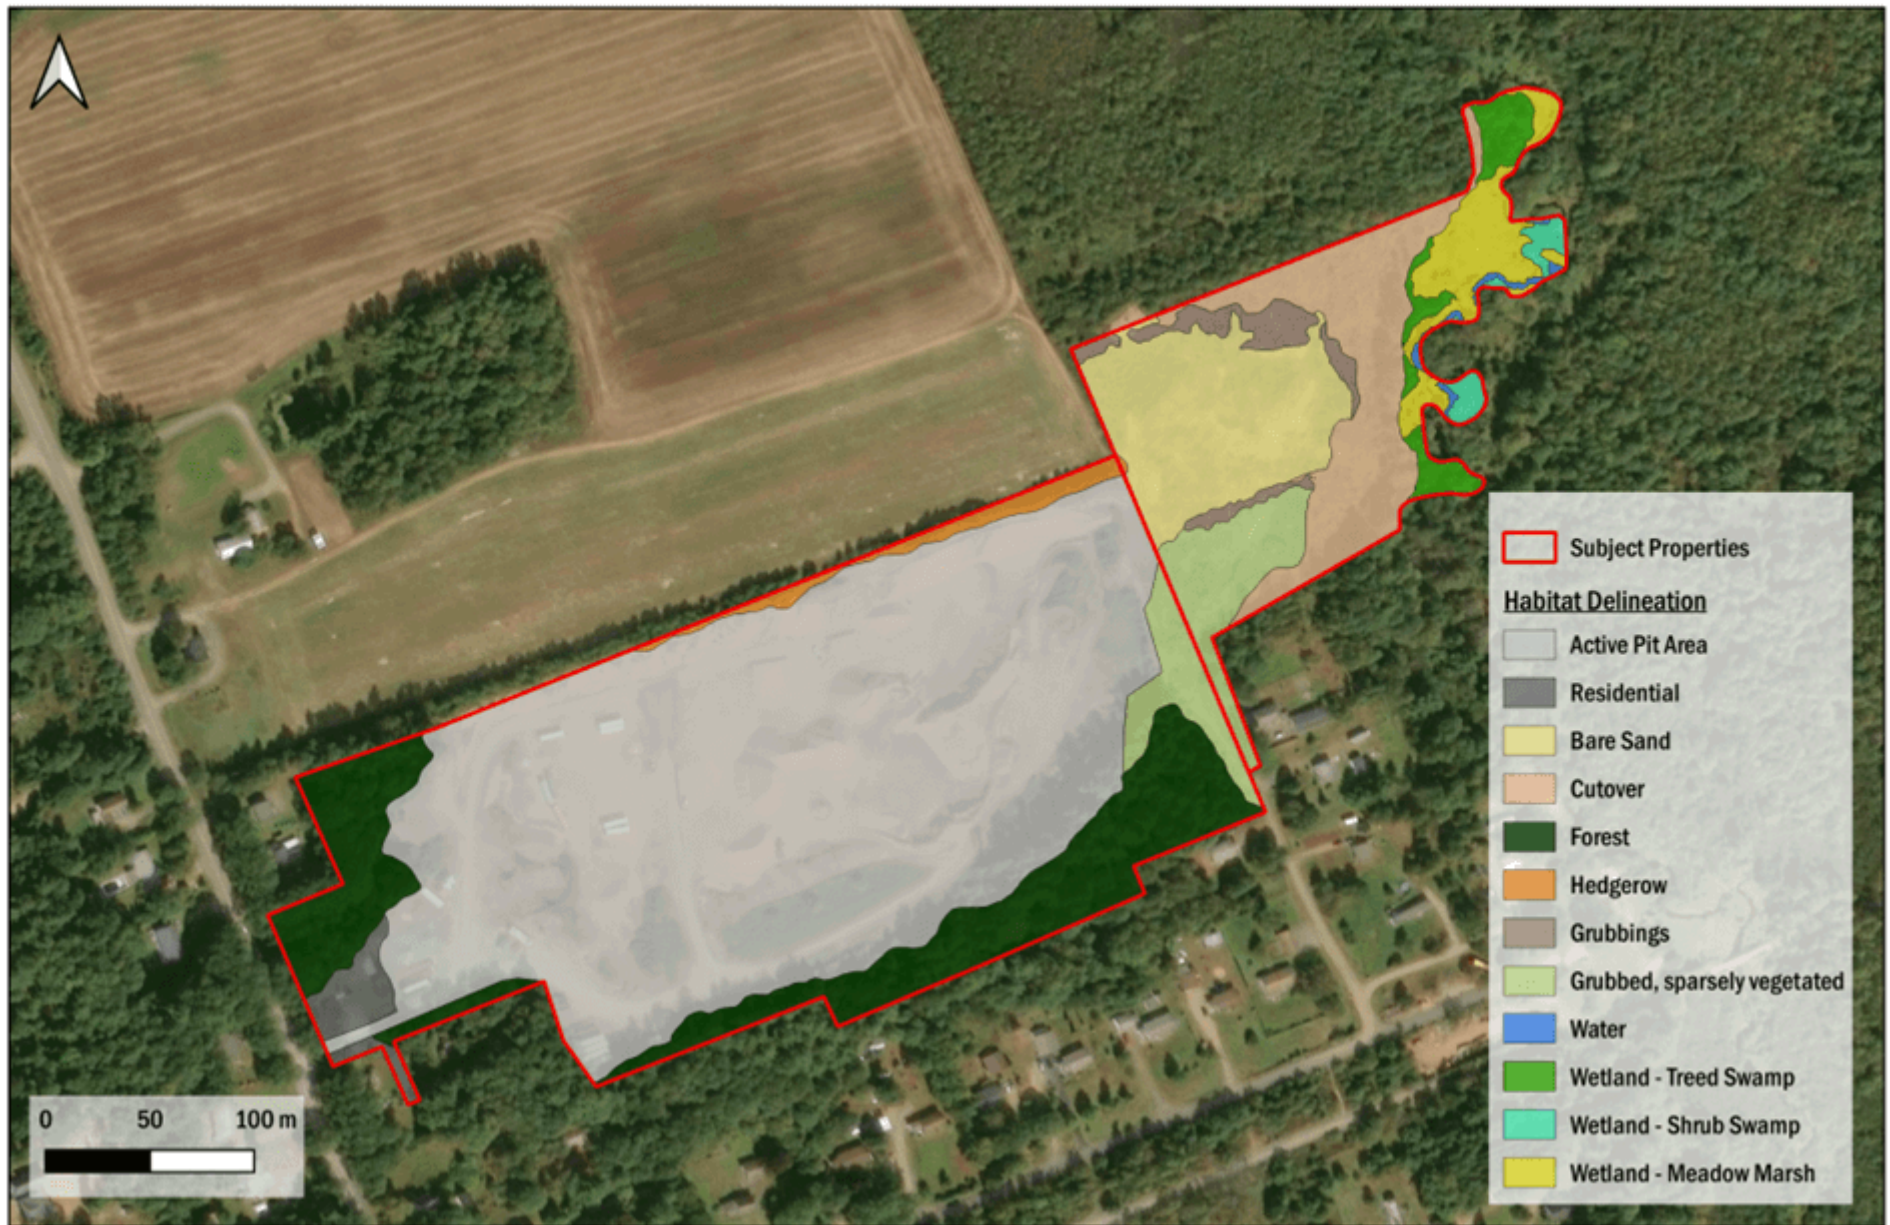 Subject Properties
Habitat Delineation
Active Pit Area
Residential
Bare Sand
Cutover
Forest
Hedgerow
Grubbings
Grubbed, sparsely vegetated
Water
Wetland - Treed Swamp
Wetland - Shrub Swamp
Wetland - Meadow Marsh
0 50 100 m